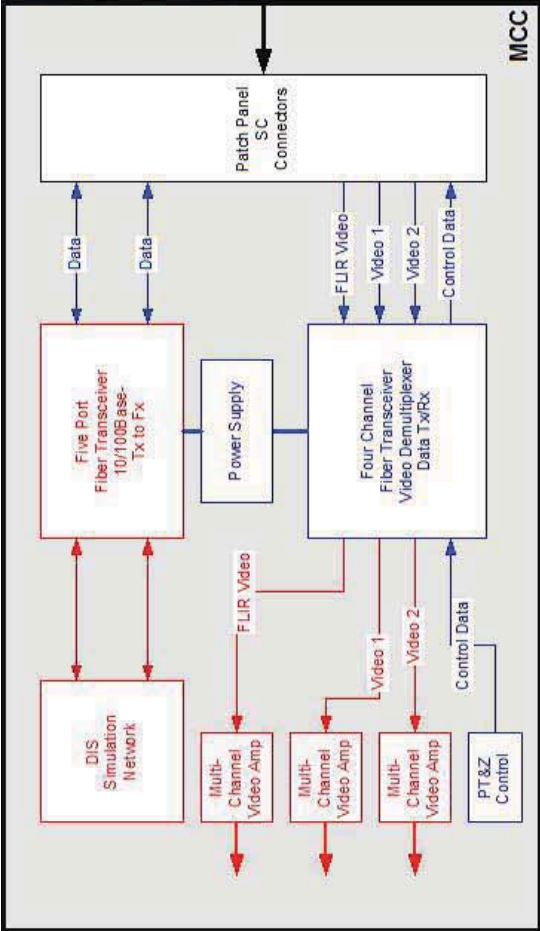 MCC
Patch Panel
SC
Connectors
Data
Data
FLIR Video
Video 1
Video 2
Control Data
Five Port
Fiber Transceiver
10/100Base-
Tx to Fx
Power Supply
Four Channel
Fiber Transceiver
Video Demultiplexer
Data Tx/Rx
FLIR Video
Video 1
Video 2
Control Data
DIS
Simulation
Network
Multi-
Channel
Video Amp
Multi-
Channel
Video Amp
Multi-
Channel
Video Amp
PT&Z
Control